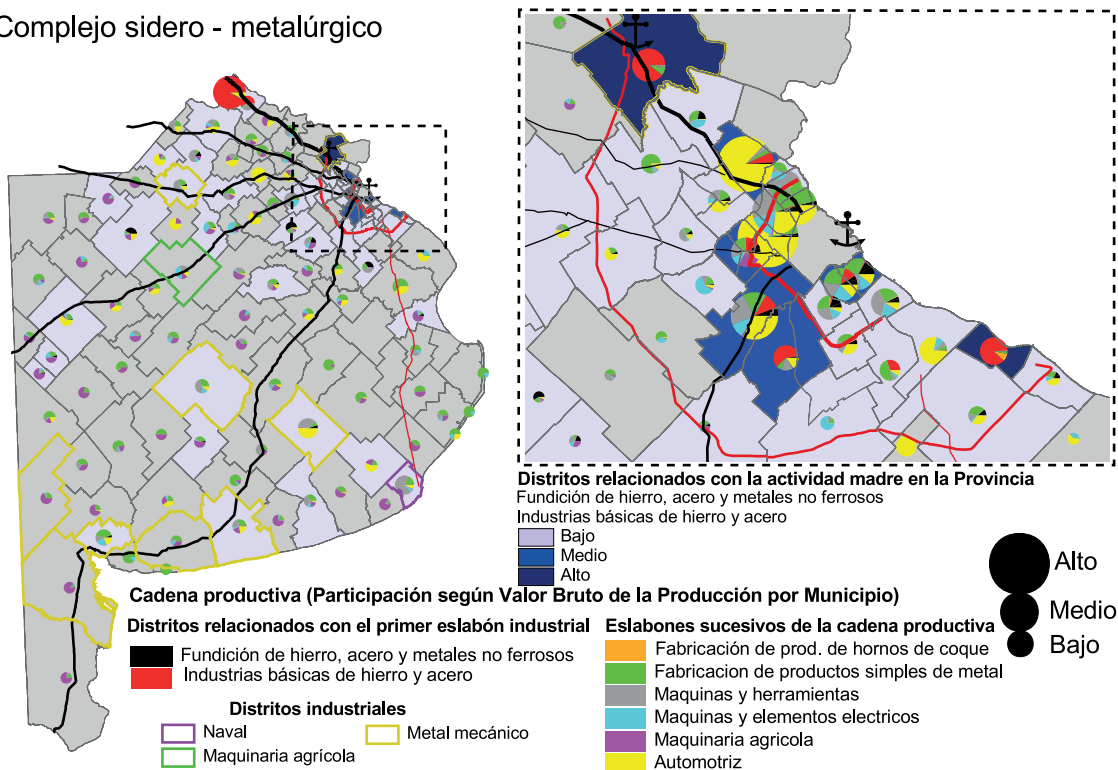 Complejo sidero - metalúrgico
Distritos relacionados con la actividad madre en la Provincia
Fundición de hierro, acero y metales no ferrosos
Industrias básicas de hierro y acero
Bajo
Medio
Alto
Alto
Medio
Bajo
Cadena productiva (Participación según Valor Bruto de la Producción por Municipio)
Distritos relacionados con el primer eslabón industrial
Fundición de hierro, acero y metales no ferrosos
Industrias básicas de hierro y acero
Distritos industriales
Naval
Metal mecánico
Maquinaria agrícola
Eslabones sucesivos de la cadena productiva
Fabricación de prod. de hornos de coque
Fabricacion de productos simples de metal
Maquinas y herramientas
Maquinas y elementos electricos
Maquinaria agricola
Automotriz